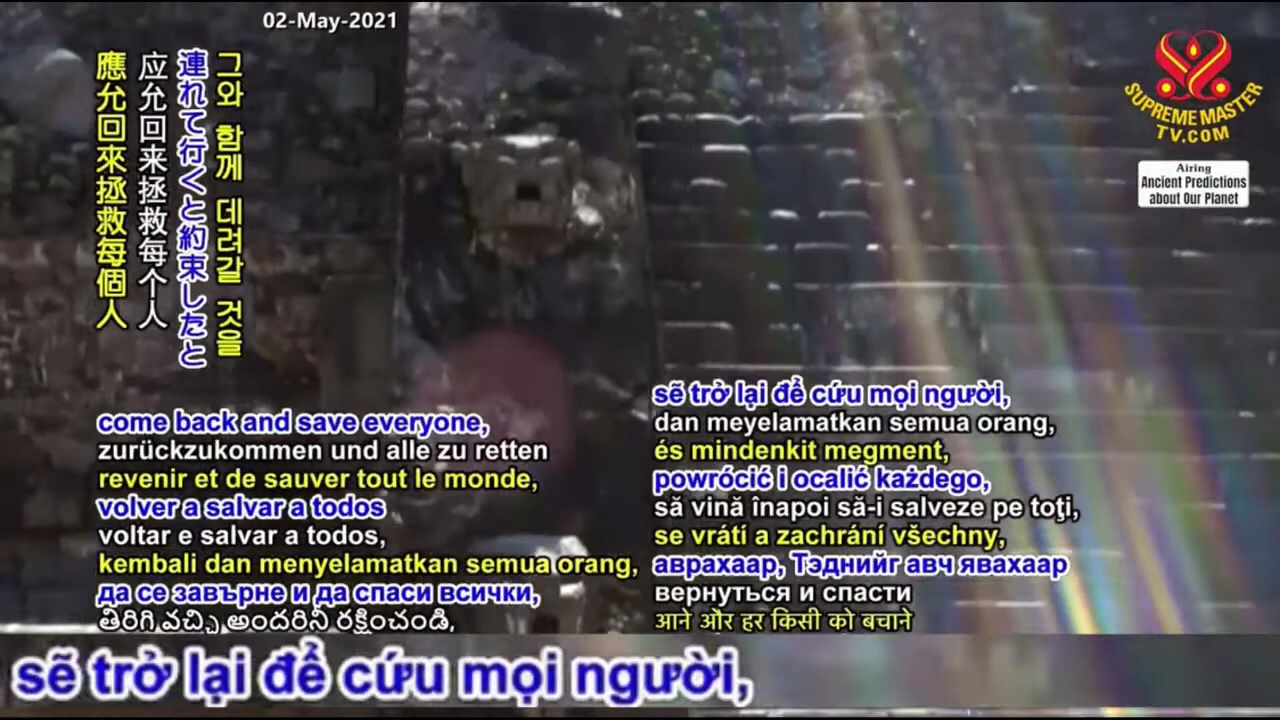 02-May-2021
SUPREME MASTER
TV.COM
Airing
Ancient Predictions
about Our Planet
그와 함께 데려갈 것을
連れて行くと約束したと
应允回来拯救每个人
應允回來拯救每個人
come back and save everyone,
zurückzukommen und alle zu retten
revenir et de sauver tout le monde,
volver a salvar a todos
voltar e salvar a todos,
kembali dan menyelamatkan semua orang,
да се завърне и да спаси всички,
తిరిగి వచ్చి అందరినీ రక్షించండి,
sẽ trở lại để cứu mọi người,
dan meyelamatkan semua orang,
és mindenkit megment,
powrócić i ocalić każdego,
să vină înapoi să-i salveze pe toţi,
se vrátí a zachrání všechny,
аврахаар, Тэднийг авч явахаар
вернуться и спасти
आने और हर किसी को बचाने
sẽ trở lại để cứu mọi người,